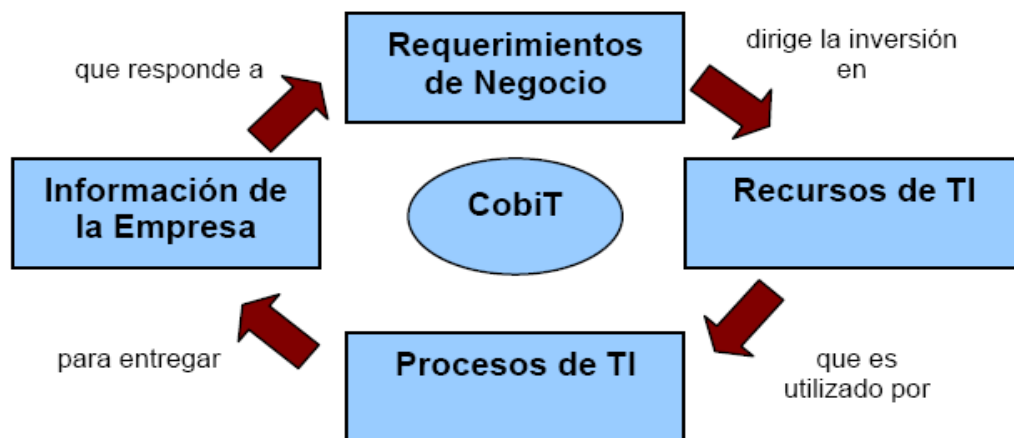 Requerimientos
de Negocio
dirige la inversión
en
que responde a
Información de
la Empresa
CobiT
Recursos de TI
para entregar
Procesos de TI
que es
utilizado por